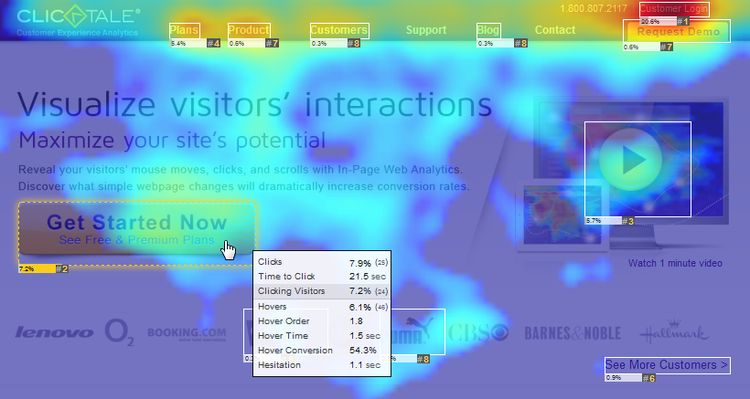 CLICKTALE®
Customer Experience Analytics
1.800.807.2117
Customer Login
20.6% #1
Plans
5.4% #4
Product
0.6% #7
Customers
0.3% #8
Support
Blog
0.3% #8
Contact
Request Demo
0.6% #7
Visualize visitors' interactions
Maximize your site's potential
Reveal your visitors' mouse moves, clicks, and scrolls with In-Page Web Analytics.
Discover what simple webpage changes will dramatically increase conversion rates.
5.7% #3
Get Started Now
See Free & Premium Plans
7.2% #2
Watch 1 minute video
Clicks 7.9% (25)
Time to Click 21.5 sec
Clicking Visitors 7.2% (24)
Hovers 6.1% (46)
Hover Order 1.8
Hover Time 1.5 sec
Hover Conversion 54.3%
Hesitation 1.1 sec
lenovo
O2
BOOKING.COM
PUMA
CBS
BARNES&NOBLE
Hallmark
#8
See More Customers >
0.9% #6